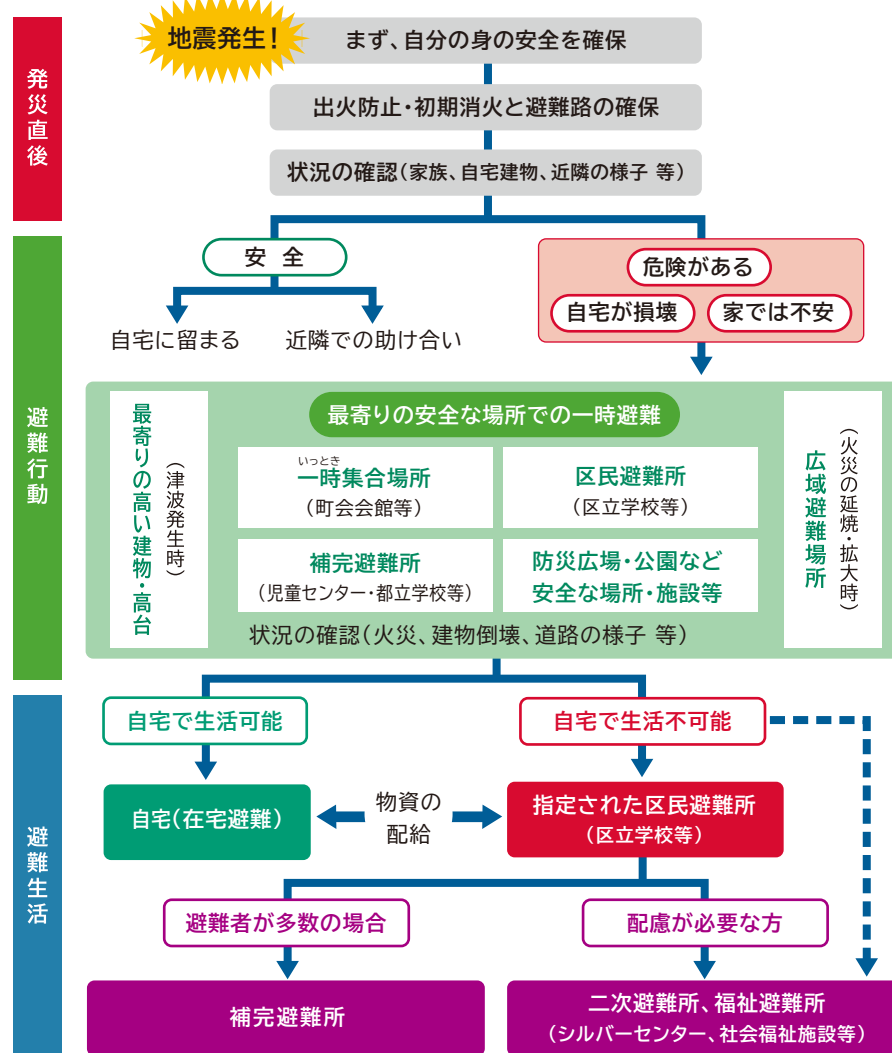 発災直後
地震発生!
まず、自分の身の安全を確保
出火防止・初期消火と避難路の確保
状況の確認(家族、自宅建物、近隣の様子 等)
避難行動
安 全
自宅に留まる
近隣での助け合い
危険がある
自宅が損壊
家では不安
最寄りの安全な場所での一時避難
最寄りの高い建物・高台
(津波発生時)
いっとき
一時集合場所
(町会会館等)
区民避難所
(区立学校等)
補完避難所
(児童センター・都立学校等)
防災広場・公園など
安全な場所・施設等
広域避難場所
(火災の延焼・拡大時)
状況の確認(火災、建物倒壊、道路の様子 等)
避難生活
自宅で生活可能
自宅で生活不可能
自宅(在宅避難)
物資の
配給
指定された区民避難所
(区立学校等)
避難者が多数の場合
配慮が必要な方
補完避難所
二次避難所、福祉避難所
(シルバーセンター、社会福祉施設等)